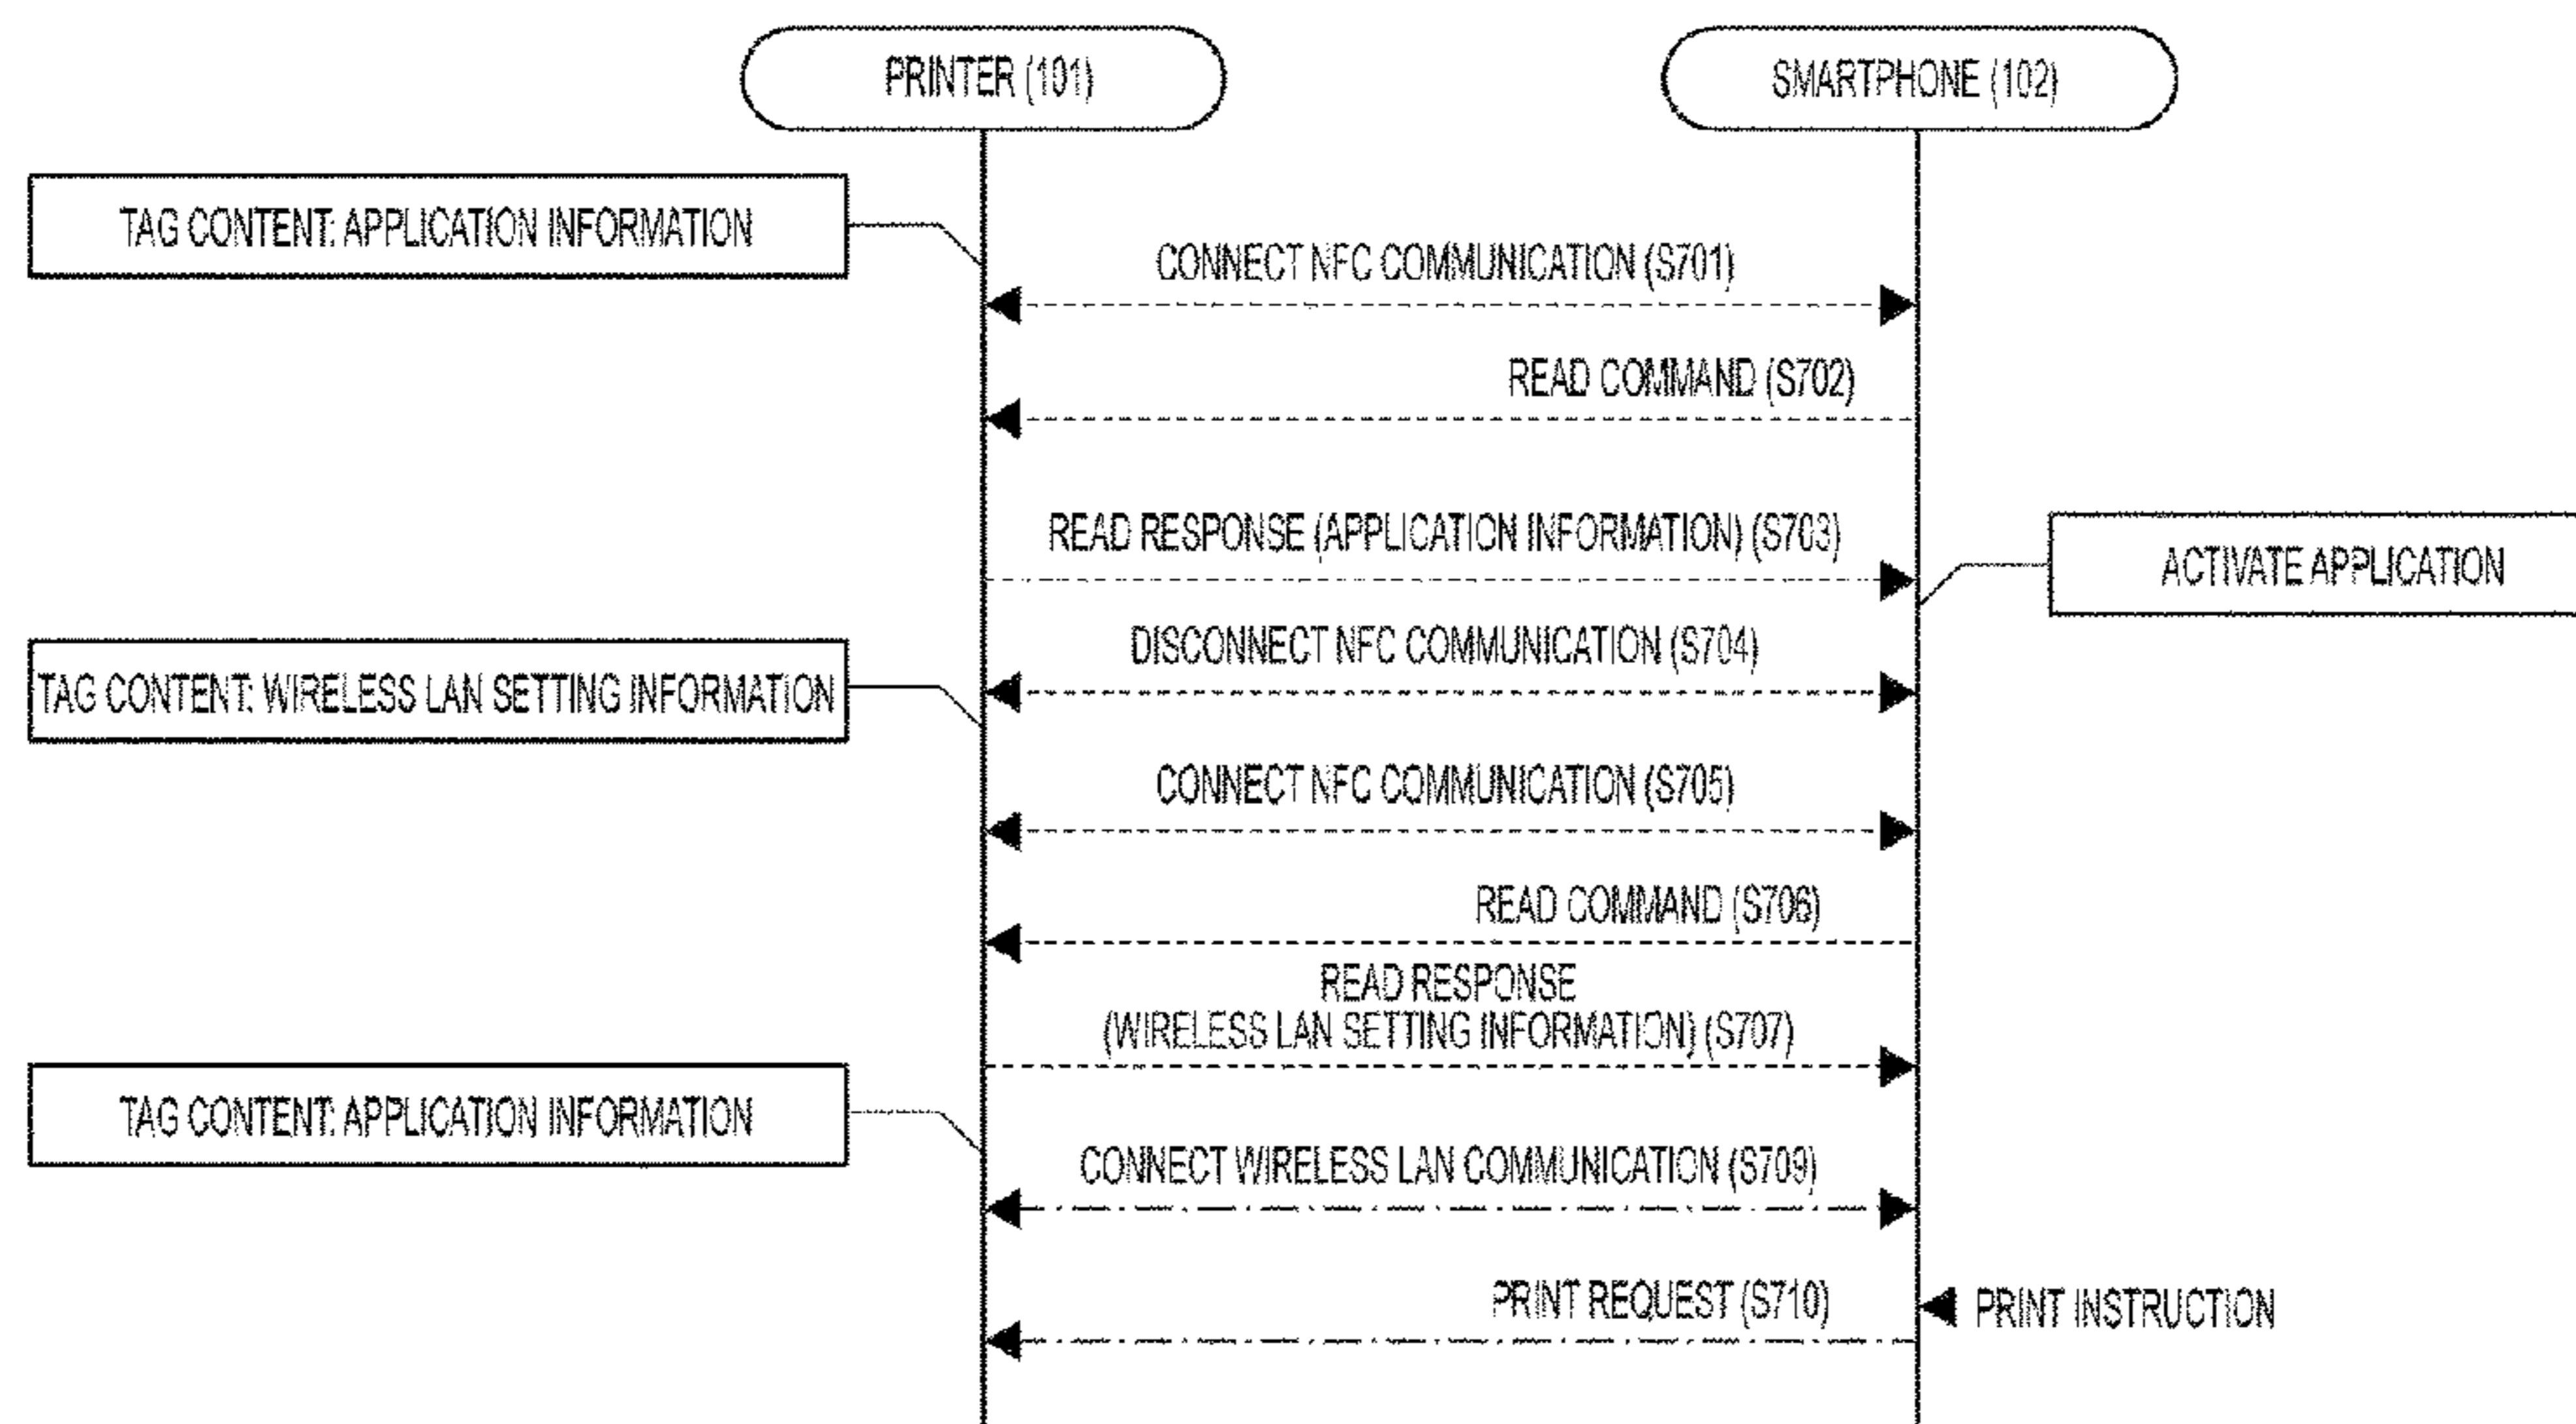 PRINTER (101)
SMARTPHONE (102)
TAG CONTENT: APPLICATION INFORMATION
CONNECT NFC COMMUNICATION (S701)
READ COMMAND (S702)
READ RESPONSE (APPLICATION INFORMATION) (S703)
ACTIVATE APPLICATION
DISCONNECT NFC COMMUNICATION (S704)
TAG CONTENT: WIRELESS LAN SETTING INFORMATION
CONNECT NFC COMMUNICATION (S705)
READ COMMAND (S706)
READ RESPONSE
(WIRELESS LAN SETTING INFORMATION) (S707)
TAG CONTENT: APPLICATION INFORMATION
CONNECT WIRELESS LAN COMMUNICATION (S709)
PRINT REQUEST (S710)
PRINT INSTRUCTION